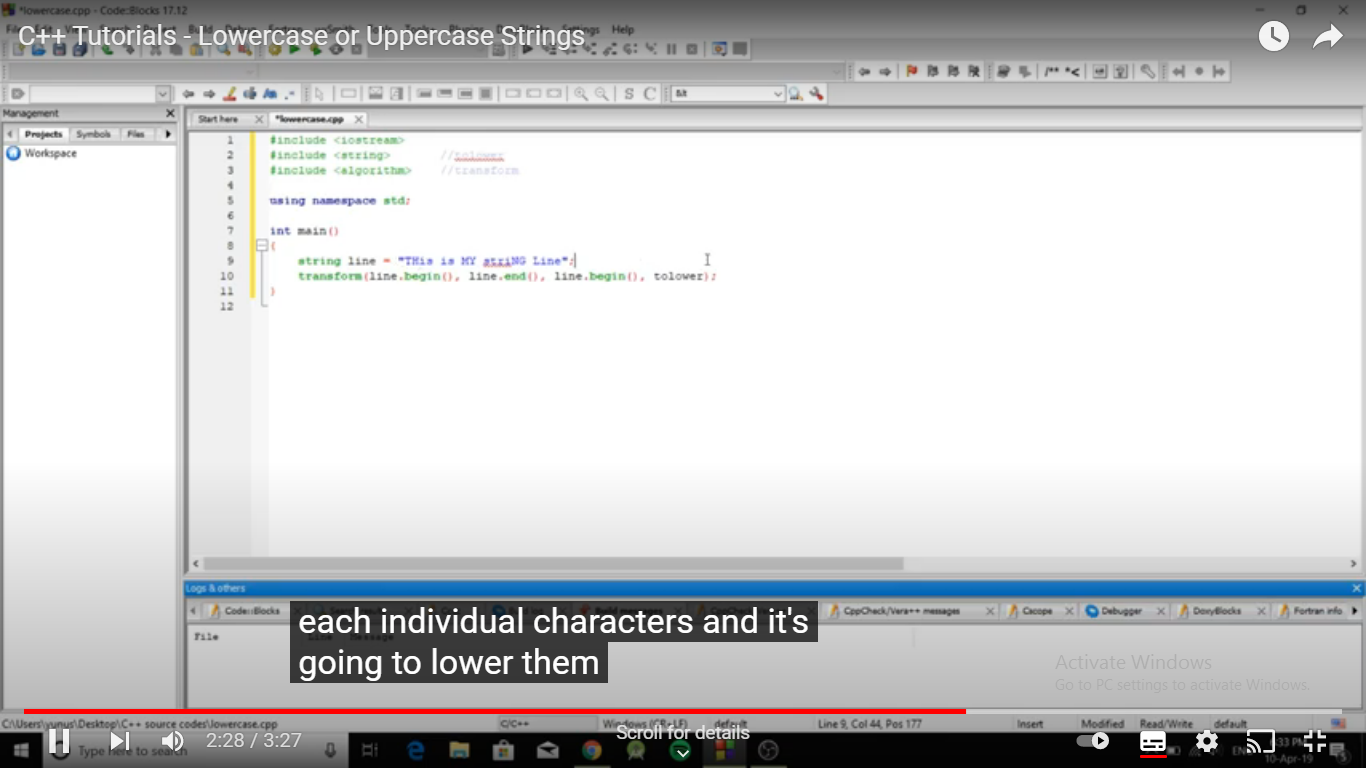 *lowercase.cpp - Code::Blocks 17.12
C++ Tutorials - Lowercase or Uppercase Strings
Help
Management
Start here
*lowercase.cpp
Projects Symbols Files
Workspace
1 #include <iostream>
2 #include <string> //tolower
3 #include <algorithm> //transform
4
5 using namespace std;
6
7 int main()
8 {
9 string line = "THis is MY striNG Line";
10 transform(line.begin(), line.end(), line.begin(), tolower);
11 }
12
Logs & others
Code::Blocks
CppCheck/Vera++ messages
Cscope
Debugger
DoxyBlocks
Fortran info
File Line Message
each individual characters and it's
going to lower them
Activate Windows
Go to PC settings to activate Windows.
C:\Users\yunus\Desktop\C++ source codes\lowercase.cpp
C/C++
Windows (CR+LF)
default
Line 9, Col 44, Pos 177
Insert
Modified
Read/Write
default
Scroll for details
2:28 / 3:27
Type here to search
10-Apr-19